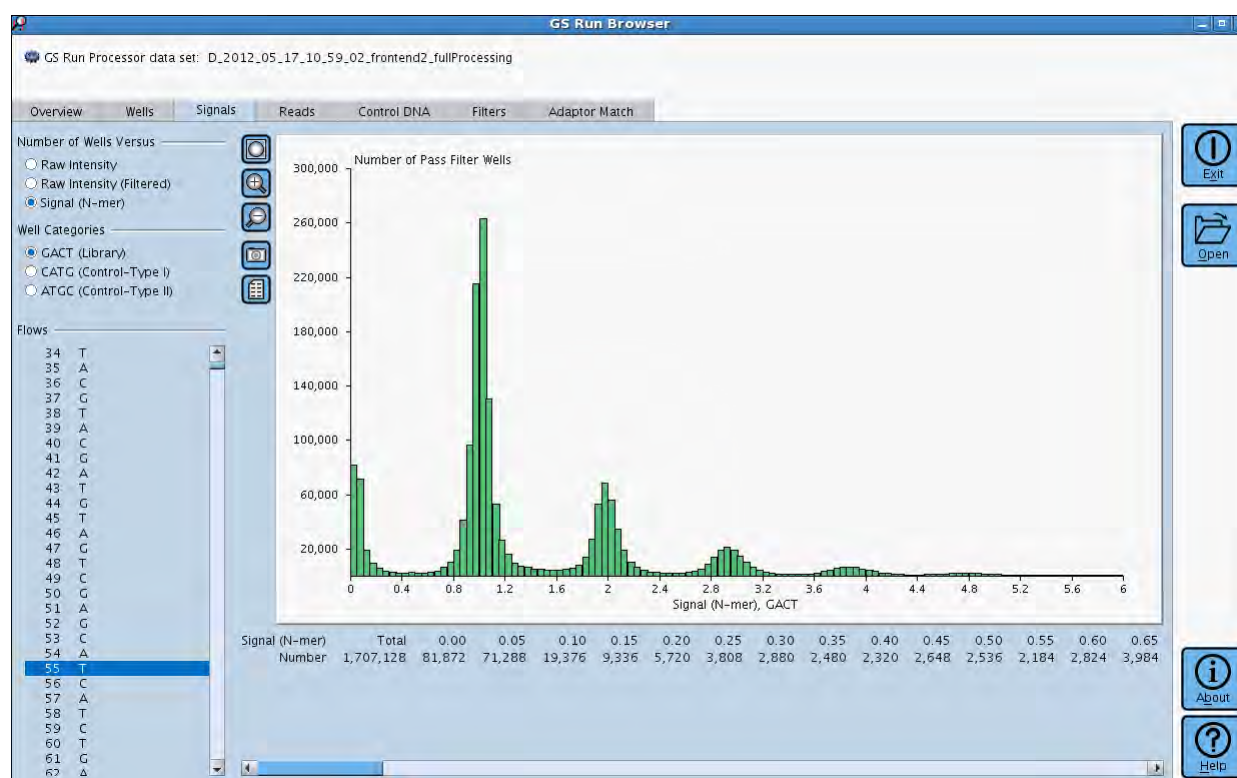 GS Run Browser
GS Run Processor data set: D_2012_05_17_10_59_02_frontend2_fullProcessing
Overview Wells Signals Reads Control DNA Filters Adaptor Match
Number of Wells Versus
Raw Intensity
Raw Intensity (Filtered)
Signal (N-mer)
Well Categories
GACT (Library)
CATG (Control-Type I)
ATGC (Control-Type II)
Flows
34 T
35 A
36 C
37 G
38 T
39 A
40 C
41 G
42 A
43 T
44 G
45 T
46 A
47 G
48 T
49 C
50 G
51 A
52 G
53 C
54 A
55 T
56 C
57 A
58 T
59 C
60 T
61 G
62 A
Number of Pass Filter Wells
300,000
260,000
220,000
180,000
140,000
100,000
60,000
20,000
0 0.4 0.8 1.2 1.6 2 2.4 2.8 3.2 3.6 4 4.4 4.8 5.2 5.6 6
Signal (N-mer), GACT
Signal (N-mer) Total 0.00 0.05 0.10 0.15 0.20 0.25 0.30 0.35 0.40 0.45 0.50 0.55 0.60 0.65
Number 1,707,128 81,872 71,288 19,376 9,336 5,720 3,808 2,880 2,480 2,320 2,648 2,536 2,184 2,824 3,984
Exit
Open
About
Help